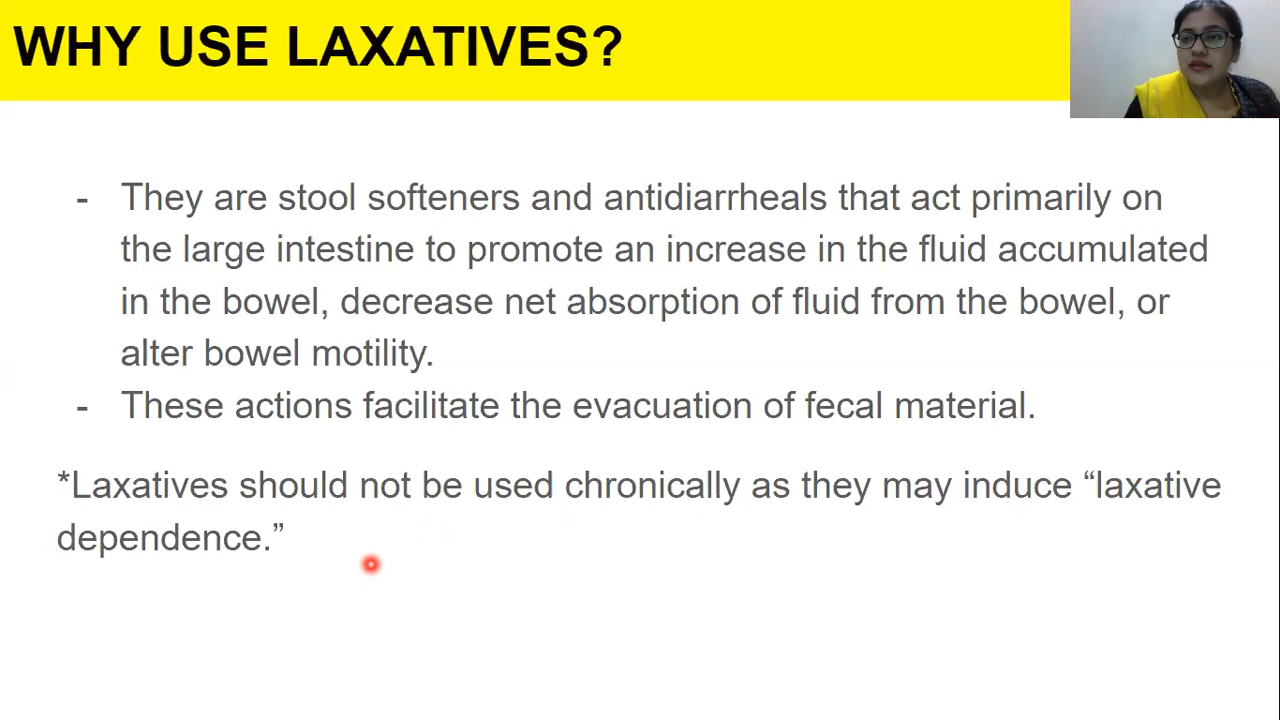 WHY USE LAXATIVES?
- They are stool softeners and antidiarrheals that act primarily on
the large intestine to promote an increase in the fluid accumulated
in the bowel, decrease net absorption of fluid from the bowel, or
alter bowel motility.
- These actions facilitate the evacuation of fecal material.
*Laxatives should not be used chronically as they may induce “laxative
dependence.”